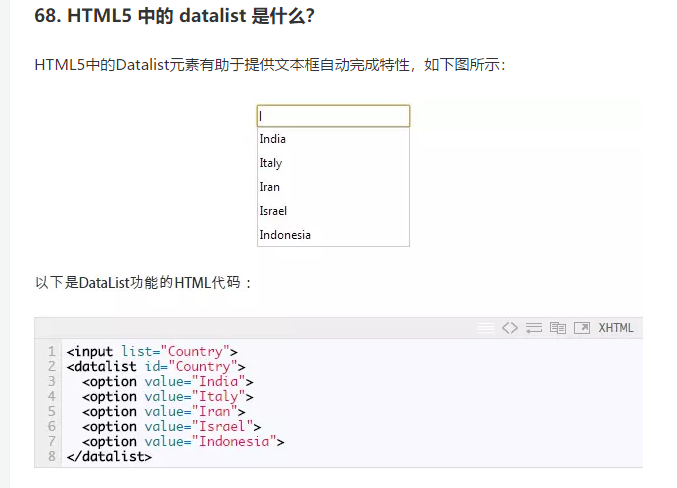 68. HTML5 中的 datalist 是什么?
HTML5中的Datalist元素有助于提供文本框自动完成特性，如下图所示：
India
Italy
Iran
Israel
Indonesia
以下是DataList功能的HTML代码：
XHTML
1 <input list="Country">
2 <datalist id="Country">
3   <option value="India">
4   <option value="Italy">
5   <option value="Iran">
6   <option value="Israel">
7   <option value="Indonesia">
8 </datalist>